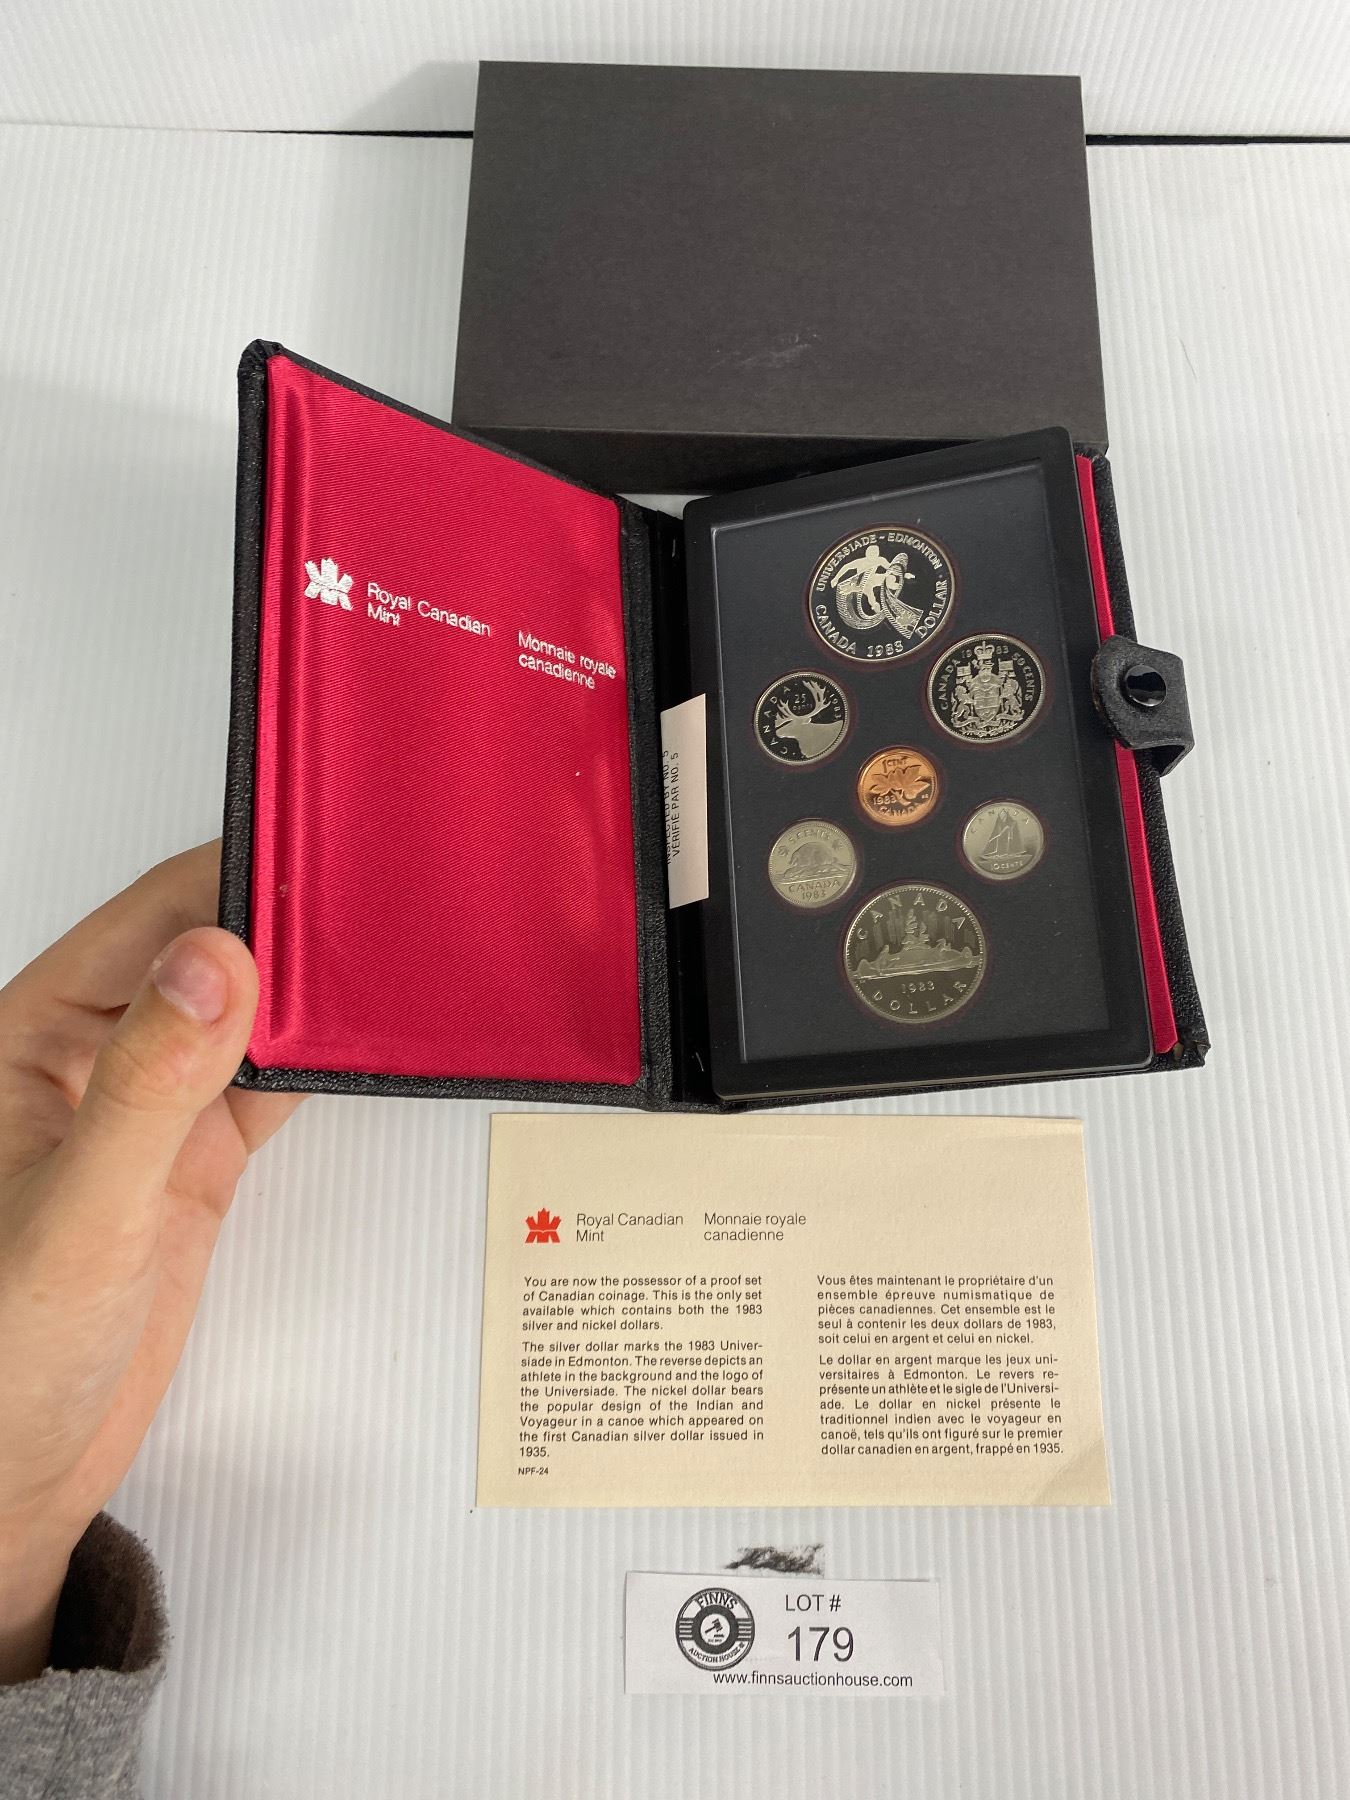 Royal Canadian
Mint
Monnaie royale
canadienne
INSPECTED BY NO. 5
VÉRIFIÉ PAR NO. 5
UNIVERSIADE - EDMONTON
CANADA 1983 DOLLAR
CANADA 1983 50 CENTS
CANADA 25 CENTS 1983
1 CENT
1983
CANADA
5 CENTS
CANADA
1983
CANADA
10 CENTS
CANADA
1983
DOLLAR
Royal Canadian
Mint
Monnaie royale
canadienne
You are now the possessor of a proof set
of Canadian coinage. This is the only set
available which contains both the 1983
silver and nickel dollars.
The silver dollar marks the 1983 Univer-
siade in Edmonton. The reverse depicts an
athlete in the background and the logo of
the Universiade. The nickel dollar bears
the popular design of the Indian and
Voyageur in a canoe which appeared on
the first Canadian silver dollar issued in
1935.
NPF-24
Vous êtes maintenant le propriétaire d'un
ensemble épreuve numismatique de
pièces canadiennes. Cet ensemble est le
seul à contenir les deux dollars de 1983,
soit celui en argent et celui en nickel.
Le dollar en argent marque les jeux uni-
versitaires à Edmonton. Le revers re-
présente un athlète et le sigle de l'Universi-
ade. Le dollar en nickel présente le
traditionnel indien avec le voyageur en
canoë, tels qu'ils ont figuré sur le premier
dollar canadien en argent, frappé en 1935.
FINNS
AUCTION HOUSE
LOT #
179
www.finnsauctionhouse.com